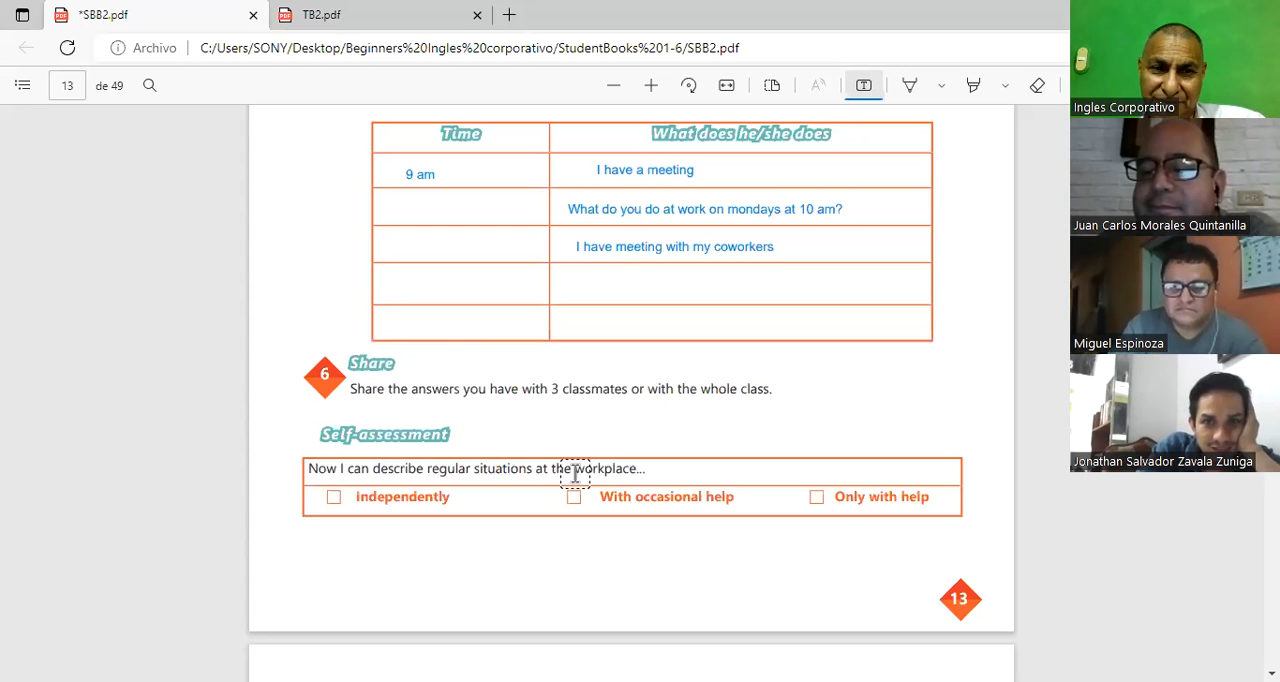 *SBB2.pdf
TB2.pdf
Archivo
C:/Users/SONY/Desktop/Beginners%20Ingles%20corporativo/StudentBooks%201-6/SBB2.pdf
13
de 49
Time
What does he/she does
9 am
I have a meeting
What do you do at work on mondays at 10 am?
I have meeting with my coworkers
6
Share
Share the answers you have with 3 classmates or with the whole class.
Self-assessment
Now I can describe regular situations at the workplace...
independently
With occasional help
Only with help
13
Ingles Corporativo
Juan Carlos Morales Quintanilla
Miguel Espinoza
Jonathan Salvador Zavala Zuniga